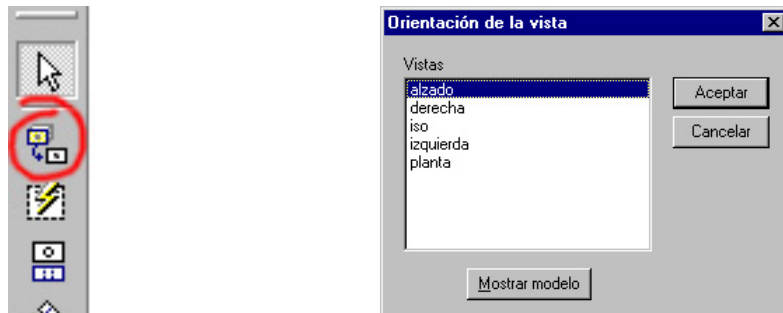 Orientación de la vista
Vistas
alzado
derecha
iso
izquierda
planta
Aceptar
Cancelar
Mostrar modelo